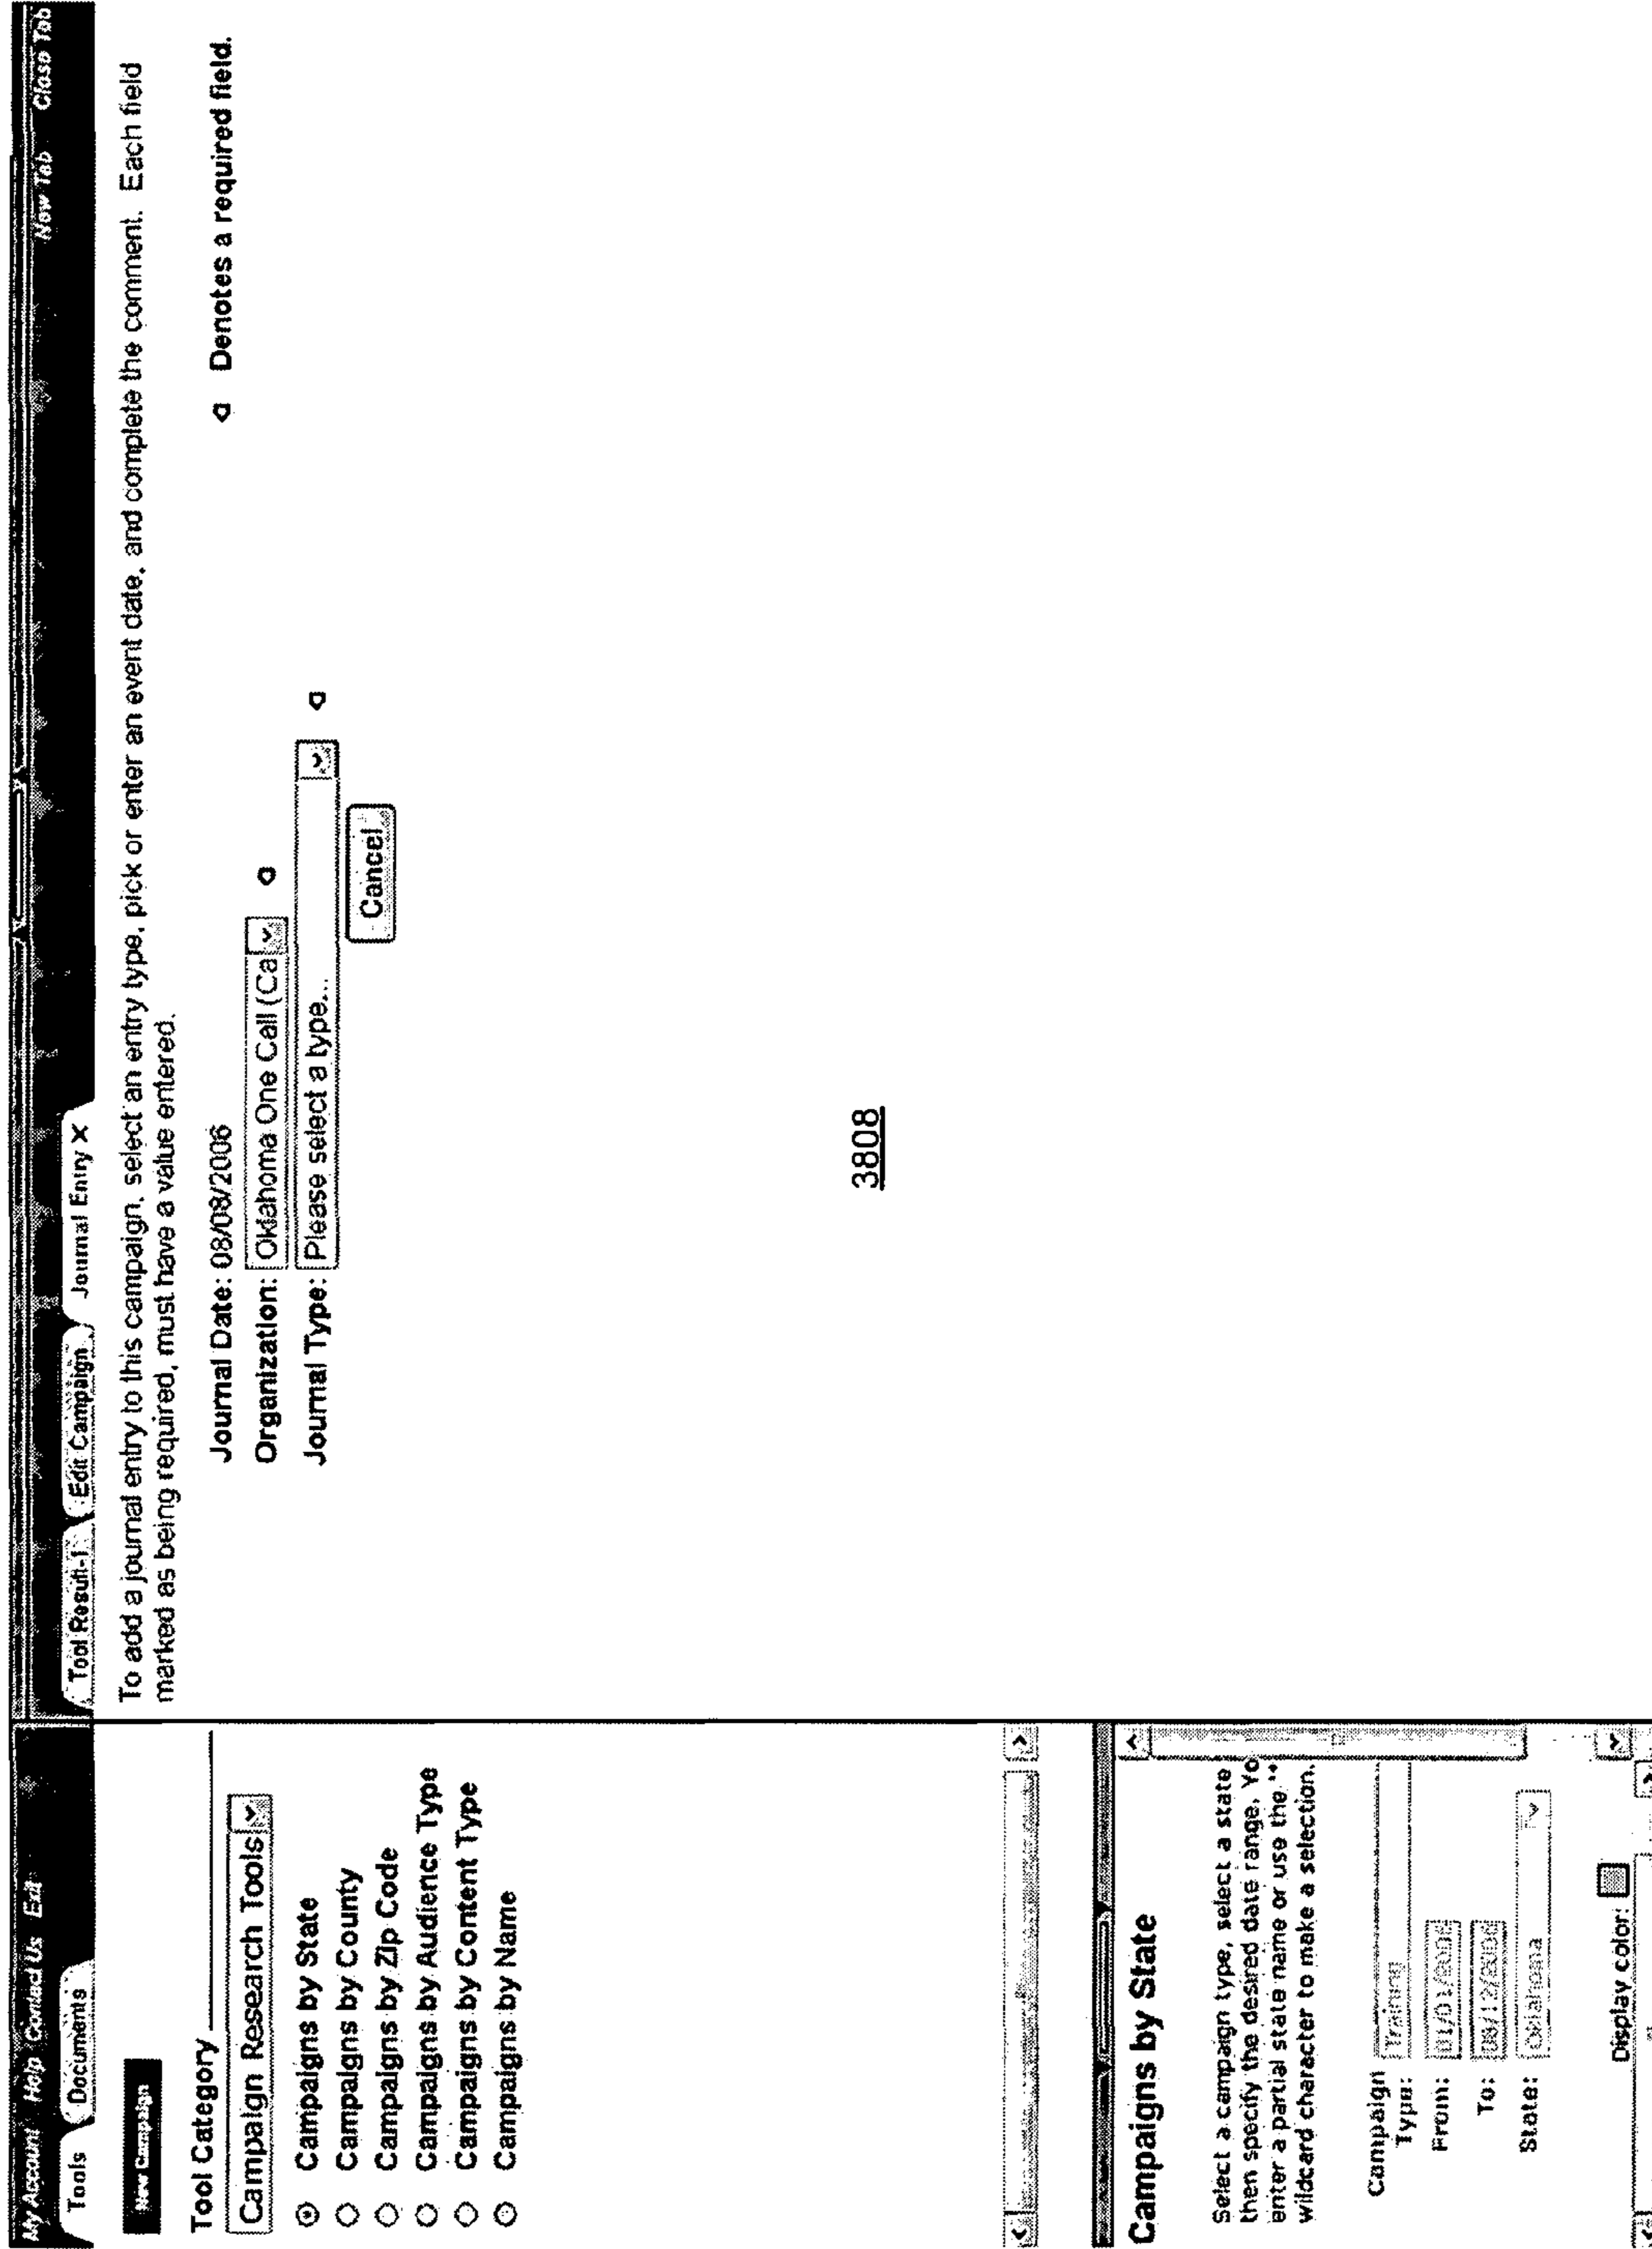 My Account Help Contact Us Exit
Tools Documents
New Campaign
Tool Category
Campaign Research Tools
Campaigns by State
Campaigns by County
Campaigns by Zip Code
Campaigns by Audience Type
Campaigns by Content Type
Campaigns by Name
Campaigns by State
Select a campaign type, select a state
then specify the desired date range. Yo
enter a partial state name or use the '*
wildcard character to make a selection.
Campaign
Type: Training
From:
To:
State: Oklahoma
Display color:
New Tab Close Tab
Tool Result-1 Edit Campaign Journal Entry X
To add a journal entry to this campaign, select an entry type, pick or enter an event date, and complete the comment. Each field
marked as being required, must have a value entered.
Denotes a required field.
Journal Date: 08/08/2006
Organization: Oklahoma One Call (Ca
Journal Type: Please select a type...
Cancel
3808